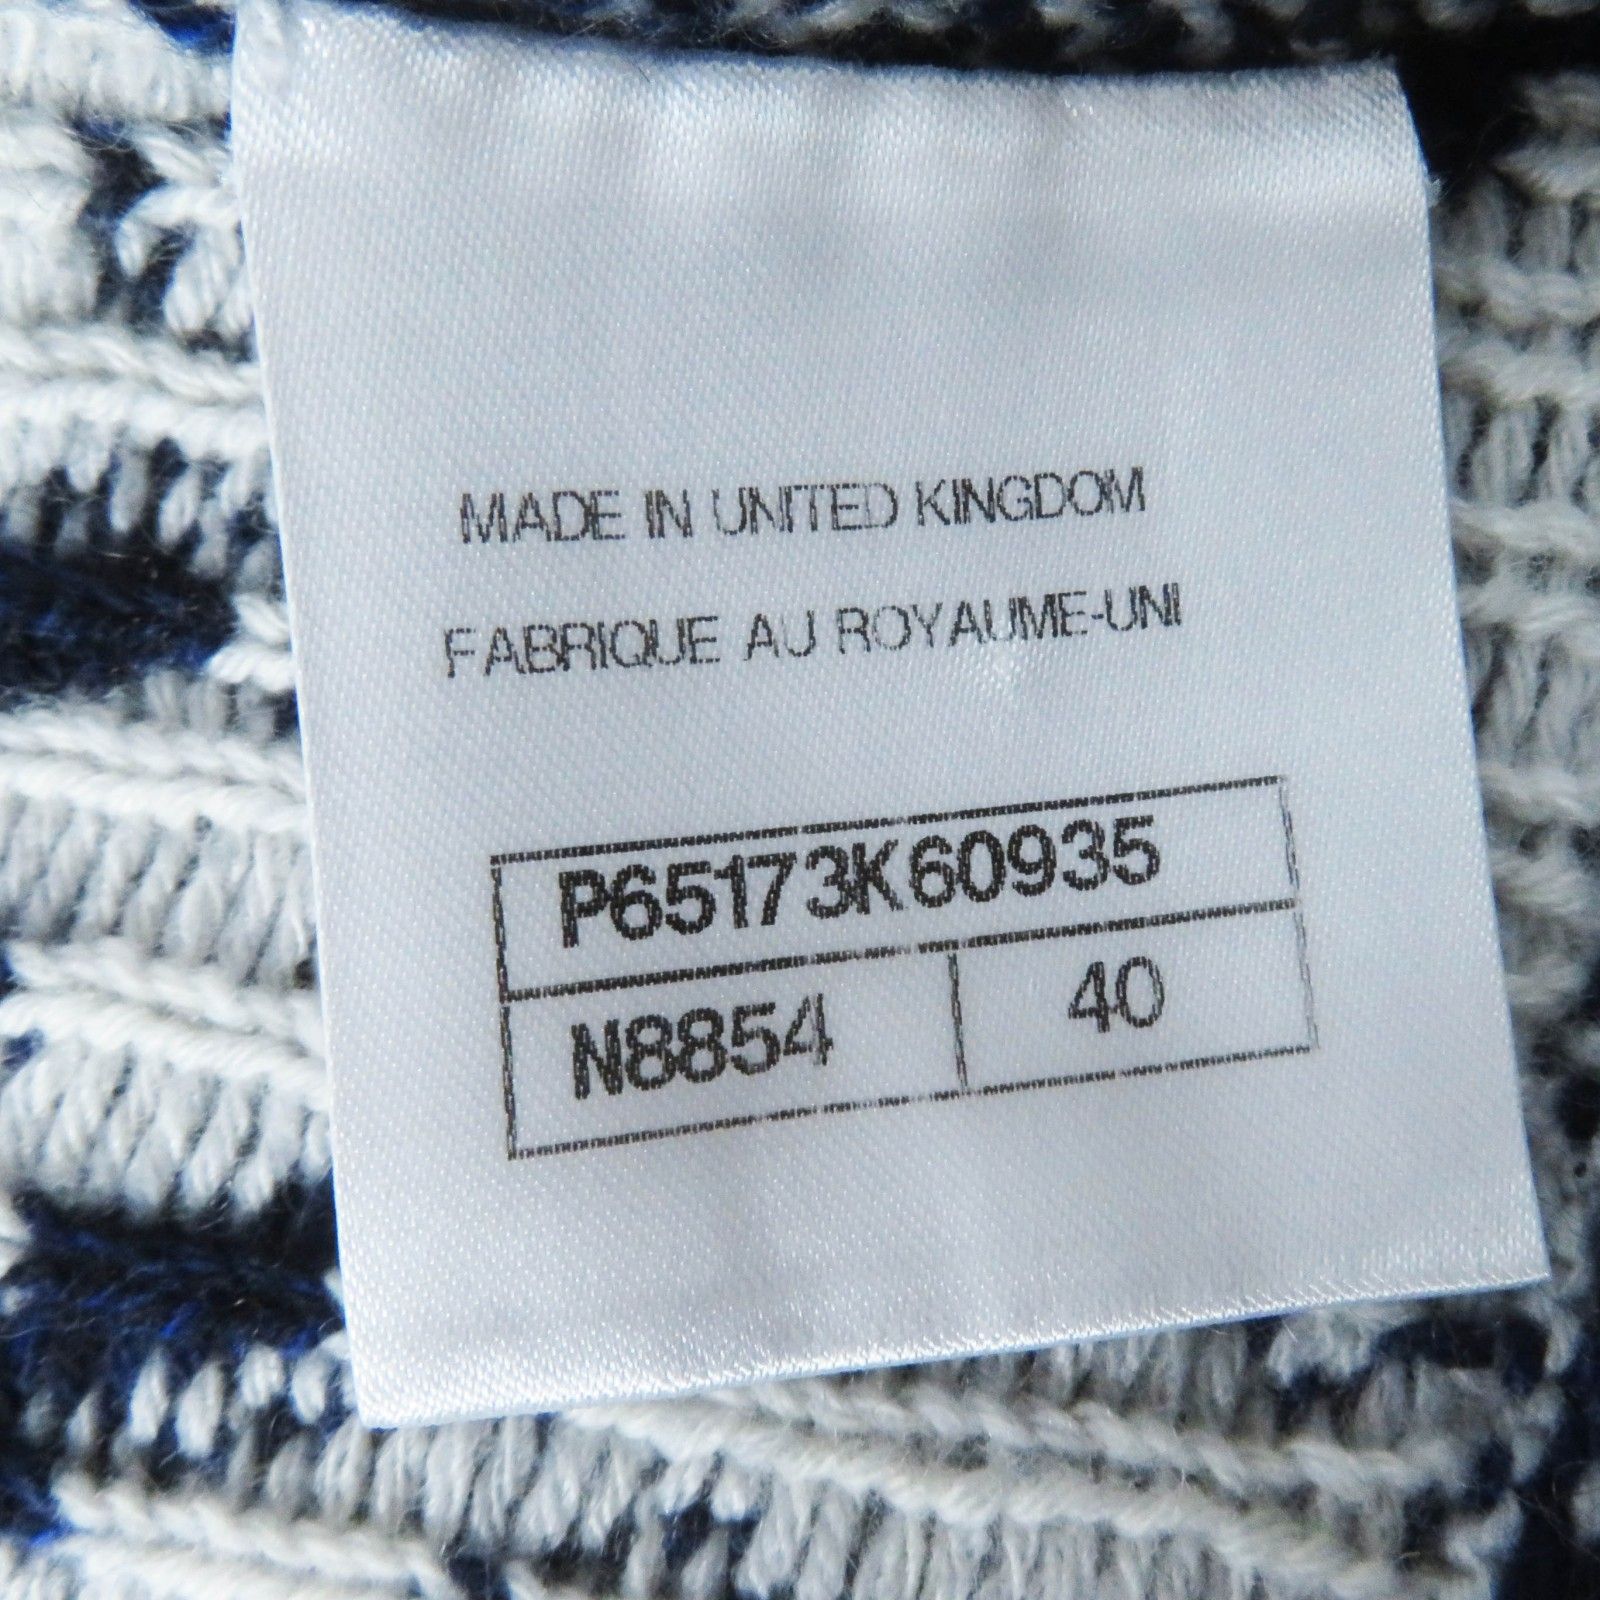 MADE IN UNITED KINGDOM
FABRIQUE AU ROYAUME-UNI
P65173K60935
N8854 40